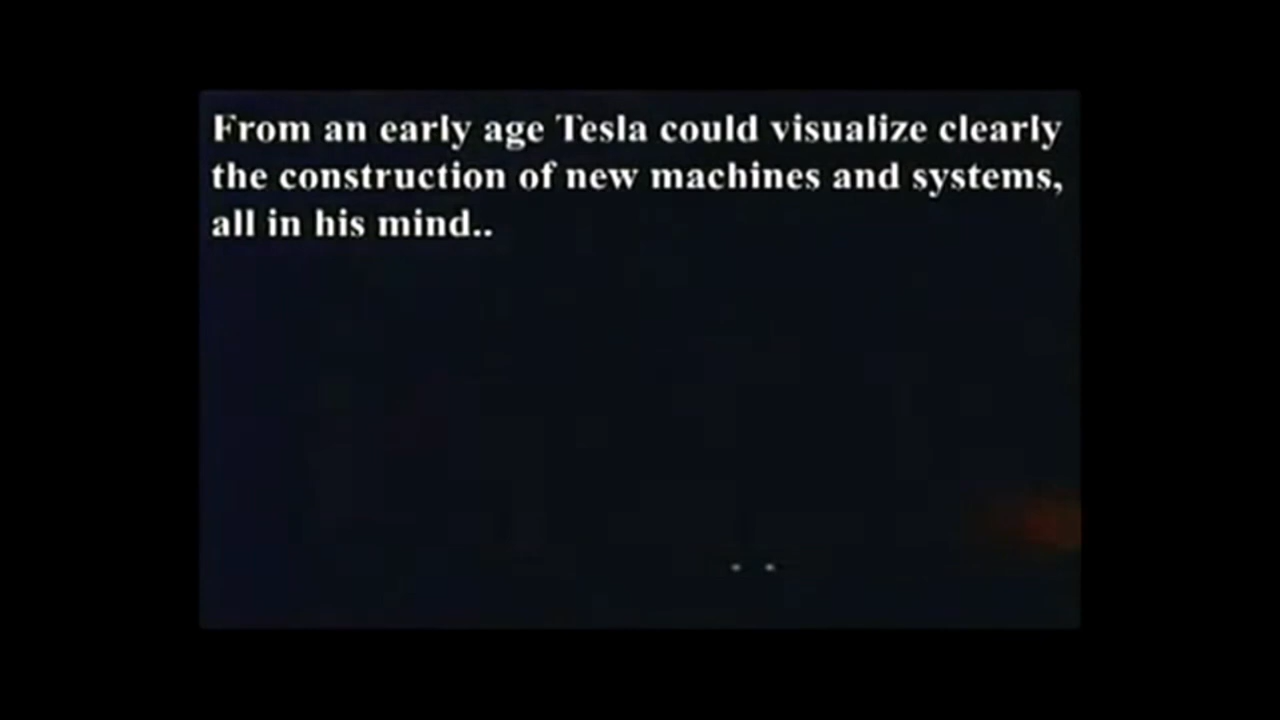 From an early age Tesla could visualize clearly
the construction of new machines and systems,
all in his mind..